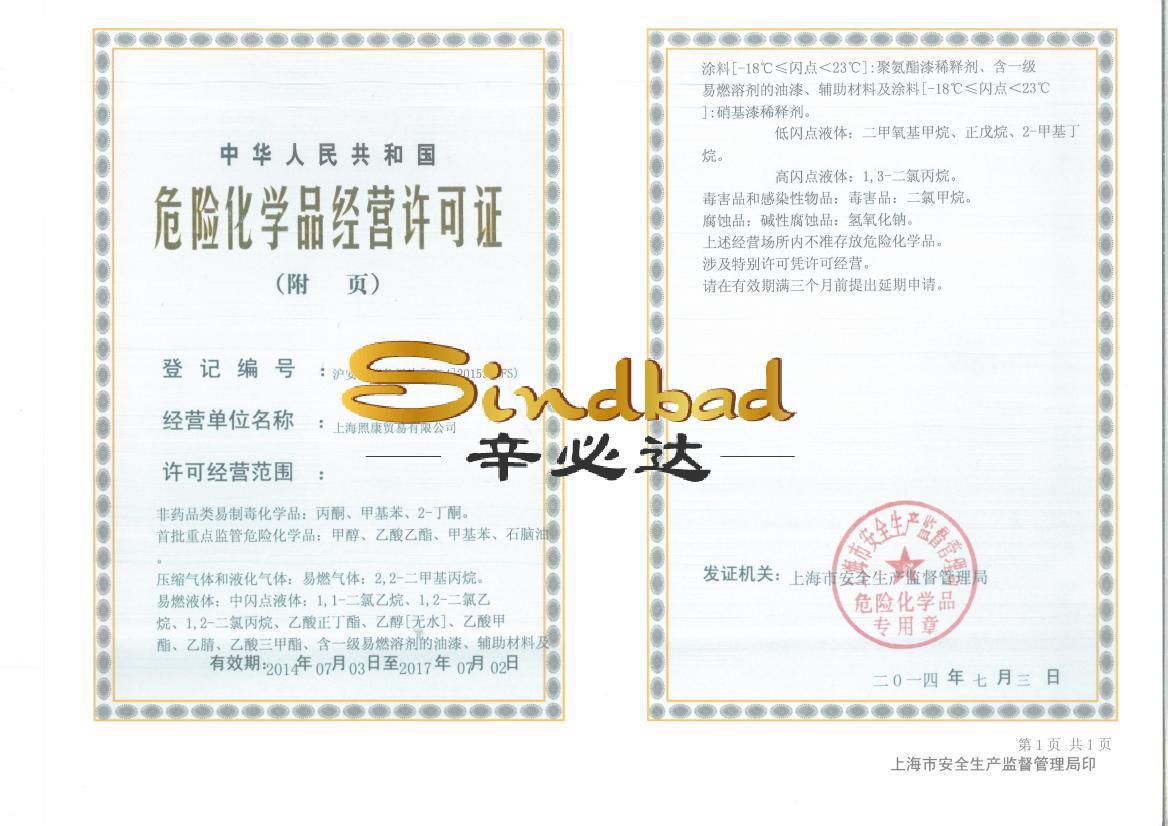 中华人民共和国
危险化学品经营许可证
（附 页）
登记编号：沪安
经营单位名称：上海照康贸易有限公司
许可经营范围：
非药品类易制毒化学品：丙酮、甲基苯、2-丁酮。
首批重点监管危险化学品：甲醇、乙酸乙酯、甲基苯、石脑油
。
压缩气体和液化气体：易燃气体：2,2-二甲基丙烷。
易燃液体：中闪点液体：1,1-二氯乙烷、1,2-二氯乙
烷、1,2-二氯丙烷、乙酸正丁酯、乙醇[无水]、乙酸甲
酯、乙腈、乙酸三甲酯、含一级易燃溶剂的油漆、辅助材料及
有效期:2014年07月03日至2017年07月02日
涂料[-18℃≤闪点＜23℃]:聚氨酯漆稀释剂、含一级
易燃溶剂的油漆、辅助材料及涂料[-18℃≤闪点＜23℃
]:硝基漆稀释剂。
低闪点液体：二甲氧基甲烷、正戊烷、2-甲基丁
烷。
高闪点液体：1,3-二氯丙烷。
毒害品和感染性物品：毒害品：二氯甲烷。
腐蚀品：碱性腐蚀品：氢氧化钠。
上述经营场所内不准存放危险化学品。
涉及特别许可凭许可经营。
请在有效期满三个月前提出延期申请。
Sindbad
辛必达
发证机关：上海市安全生产监督管理局
上海市安全生产监督管理局
危险化学品
专用章
二〇一四年七月三日
第1页 共1页
上海市安全生产监督管理局印